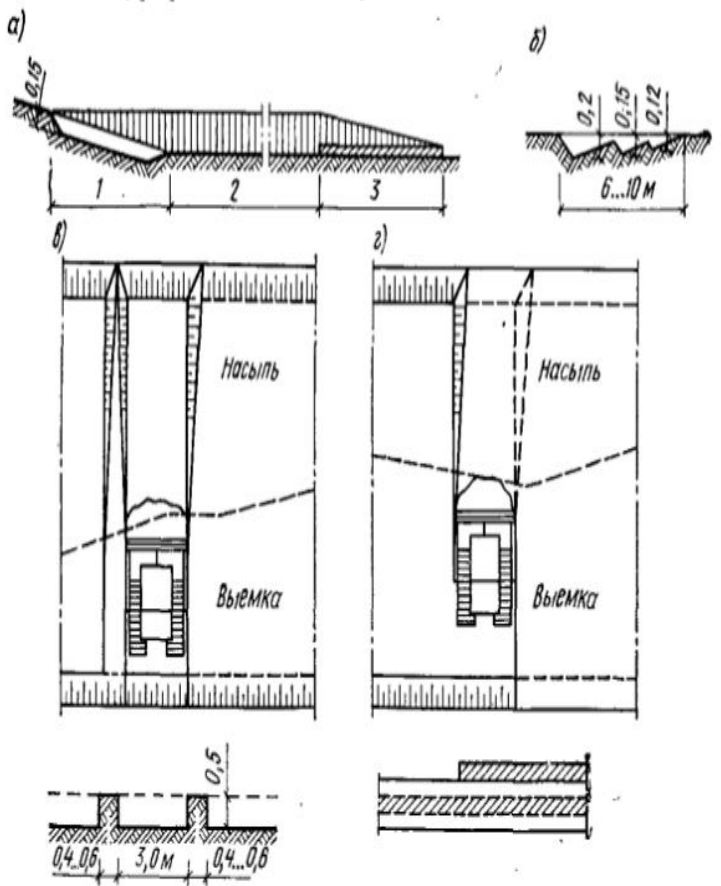 а)
б)
0,15
0,2 0,15 0,12
1 2 3
6...10 м
в)
г)
Насыпь
Насыпь
Выемка
Выемка
0,5
0,4...0,6 3,0 м 0,4...0,6